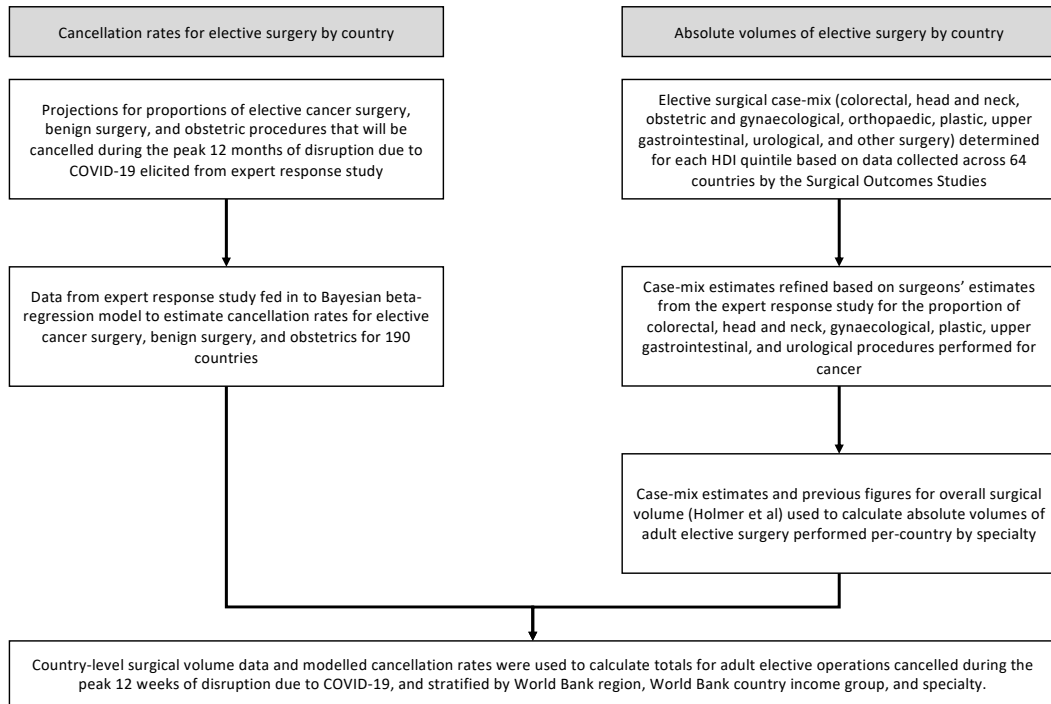 Cancellation rates for elective surgery by country
Absolute volumes of elective surgery by country
Projections for proportions of elective cancer surgery,
benign surgery, and obstetric procedures that will be
cancelled during the peak 12 months of disruption due to
COVID-19 elicited from expert response study
Elective surgical case-mix (colorectal, head and neck,
obstetric and gynaecological, orthopaedic, plastic, upper
gastrointestinal, urological, and other surgery) determined
for each HDI quintile based on data collected across 64
countries by the Surgical Outcomes Studies
Data from expert response study fed in to Bayesian beta-
regression model to estimate cancellation rates for elective
cancer surgery, benign surgery, and obstetrics for 190
countries
Case-mix estimates refined based on surgeons’ estimates
from the expert response study for the proportion of
colorectal, head and neck, gynaecological, plastic, upper
gastrointestinal, and urological procedures performed for
cancer
Case-mix estimates and previous figures for overall surgical
volume (Holmer et al) used to calculate absolute volumes of
adult elective surgery performed per-country by specialty
Country-level surgical volume data and modelled cancellation rates were used to calculate totals for adult elective operations cancelled during the
peak 12 weeks of disruption due to COVID-19, and stratified by World Bank region, World Bank country income group, and specialty.